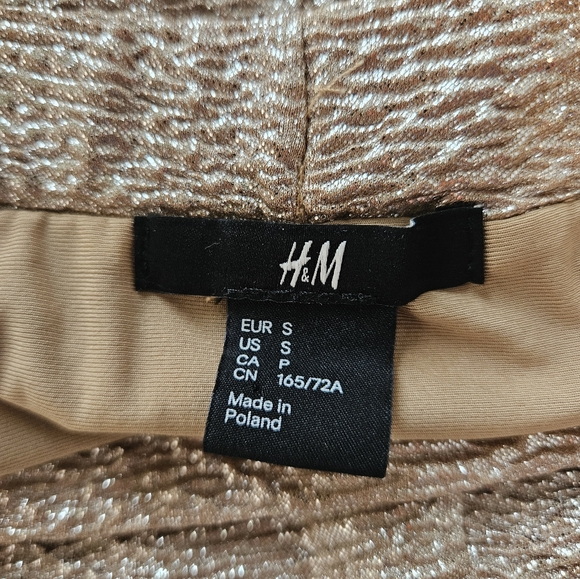 H&M
EUR S
US S
CA P
CN 165/72A
Made in
Poland